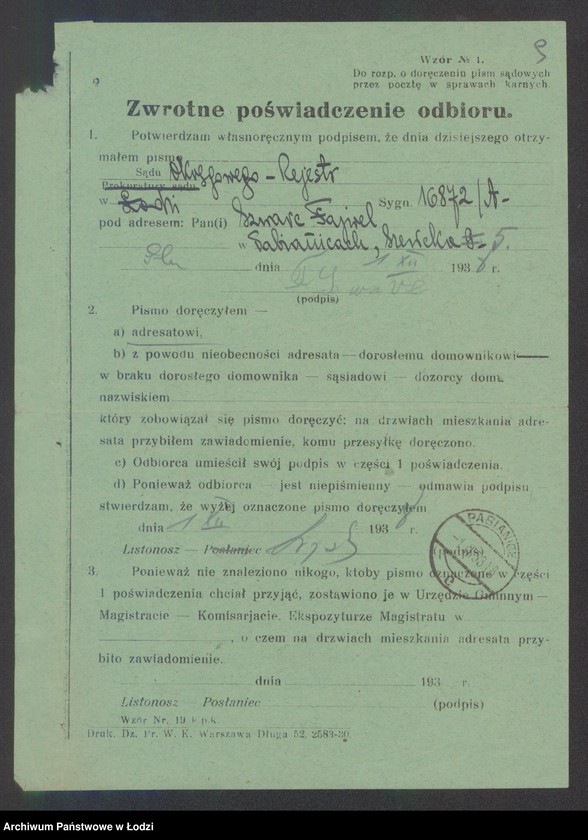 9
Wzór № 1.
Do rozp. o doręczeniu pism sądowych
przez pocztę w sprawach karnych
Zwrotne poświadczenie odbioru.
1. Potwierdzam własnoręcznym podpisem, że dnia dzisiejszego otrzy-
małem pismo
Sądu Okręgowego - Rejestr
Prokuratury sądu
w Łodzi Sygn. 16872/A-
pod adresem: Pan(i) Szwarc Fajwel
w Pabianicach, Szewcka 5.
dnia 1 XII 1938 r.
(podpis)
2. Pismo doręczyłem —
a) adresatowi,
b) z powodu nieobecności adresata — dorosłemu domownikowi
w braku dorosłego domownika — sąsiadowi — dozorcy domu
nazwiskiem
który zobowiązał się pismo doręczyć; na drzwiach mieszkania adre-
sata przybiłem zawiadomienie, komu przesyłkę doręczono.
c) Odbiorca umieścił swój podpis w części 1 poświadczenia.
d) Ponieważ odbiorca — jest niepiśmienny — odmawia podpisu
stwierdzam, że wyżej oznaczone pismo doręczyłem
dnia 1 XII 1938 r.
Listonosz — Posłaniec (podpis)
PABIANICE
3. Ponieważ nie znaleziono nikogo, ktoby pismo oznaczone w części
1 poświadczenia chciał przyjąć, zostawiono je w Urzędzie Gminnym —
Magistracie — Komisarjacie. Ekspozyturze Magistratu w
, o czem na drzwiach mieszkania adresata przy-
bito zawiadomienie.
dnia 193 r.
Listonosz — Posłaniec (podpis)
Wzór Nr. 19 k p.k.
Druk. Dz. Pr. W. K. Warszawa Długa 52. 2583-30.
Archiwum Państwowe w Łodzi